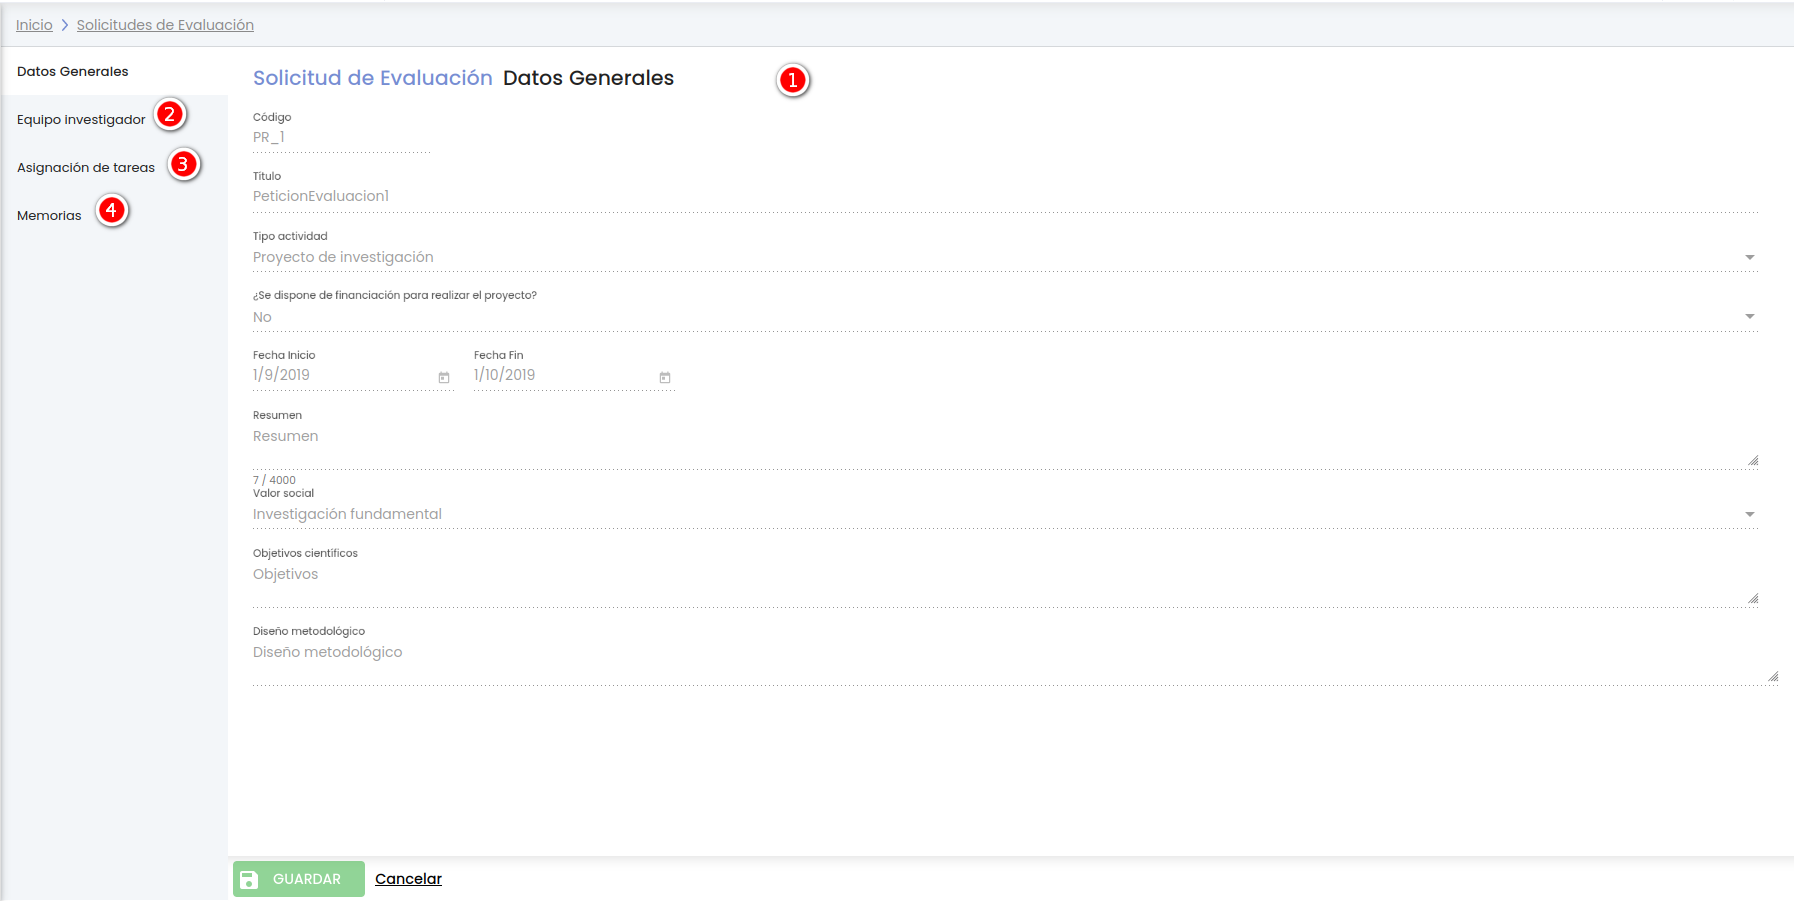 Inicio > Solicitudes de Evaluación
Datos Generales
Equipo investigador 2
Asignación de tareas 3
Memorias 4
Solicitud de Evaluación Datos Generales 1
Código
PR_1
Título
PeticionEvaluacion1
Tipo actividad
Proyecto de investigación
¿Se dispone de financiación para realizar el proyecto?
No
Fecha Inicio Fecha Fin
1/9/2019 1/10/2019
Resumen
Resumen
7 / 4000
Valor social
Investigación fundamental
Objetivos científicos
Objetivos
Diseño metodológico
Diseño metodológico
GUARDAR Cancelar